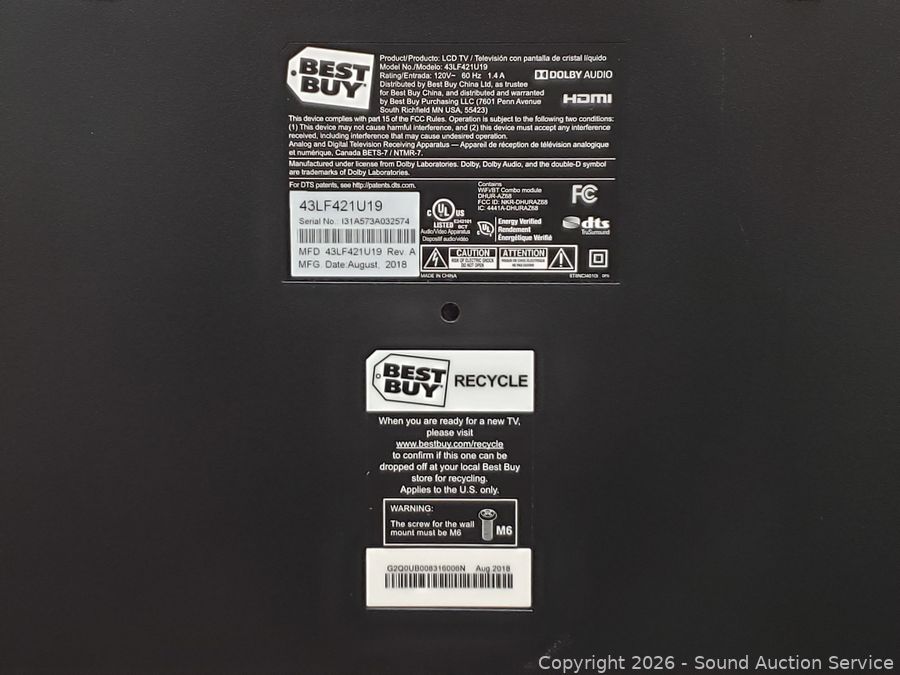 BEST BUY
Product/Producto: LCD TV / Televisión con pantalla de cristal líquido
Model No./Modelo: 43LF421U19
Rating/Entrada: 120V~ 60 Hz 1.4 A
Distributed by Best Buy China Ltd, as trustee
for Best Buy China, and distributed and warranted
by Best Buy Purchasing LLC (7601 Penn Avenue
South Richfield MN USA, 55423)
DOLBY AUDIO
HDMI
This device complies with part 15 of the FCC Rules. Operation is subject to the following two conditions:
(1) This device may not cause harmful interference, and (2) this device must accept any interference
received, including interference that may cause undesired operation.
Analog and Digital Television Receiving Apparatus — Appareil de réception de télévision analogique
et numérique, Canada BETS-7 / NTMR-7.
Manufactured under license from Dolby Laboratories. Dolby, Dolby Audio, and the double-D symbol
are trademarks of Dolby Laboratories.
For DTS patents, see http://patents.dts.com.
43LF421U19
Serial No.: I31A573A032574
MFD 43LF421U19 Rev. A
MFG. Date:August, 2018
c UL US
LISTED
Audio/Video Apparatus
Dispositif audio/vidéo
Contains
WiFi/BT Combo module
DHUR-AZ68
FCC ID: NKR-DHURAZ68
IC: 4441A-DHURAZ68
FC
UL
Energy Verified
Rendement
Énergétique Vérifié
dts
TruSurround
CAUTION
RISK OF ELECTRIC SHOCK
DO NOT OPEN
ATTENTION
MADE IN CHINA
BEST BUY RECYCLE
When you are ready for a new TV,
please visit
www.bestbuy.com/recycle
to confirm if this one can be
dropped off at your local Best Buy
store for recycling.
Applies to the U.S. only.
WARNING:
The screw for the wall
mount must be M6
M6
G2Q0UB008316006N Aug.2018
Copyright 2026 - Sound Auction Service